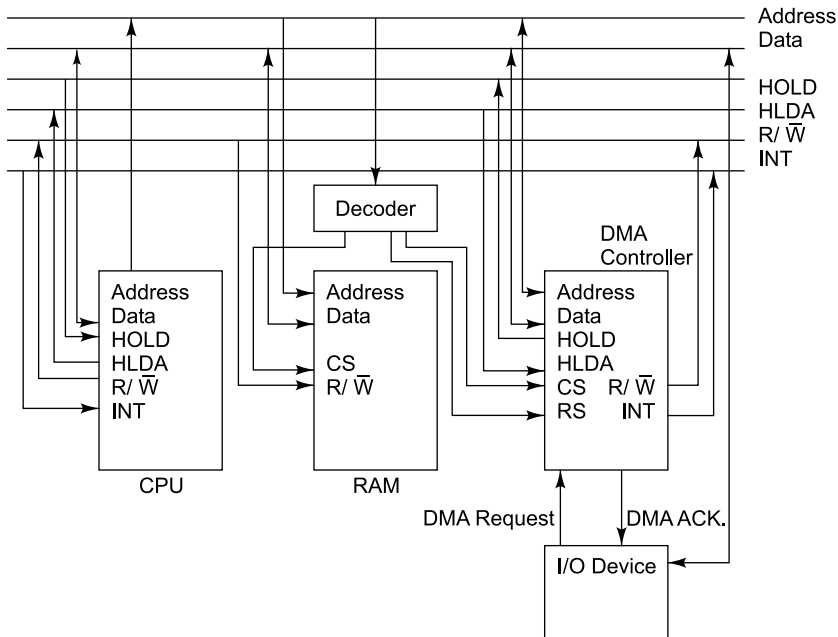 Address
Data
HOLD
HLDA
R/ W̅
INT
Decoder
DMA
Controller
Address
Data
HOLD
HLDA
R/ W̅
INT
CPU
Address
Data
CS
R/ W̅
RAM
Address
Data
HOLD
HLDA
CS R/ W̅
RS INT
DMA Request
DMA ACK.
I/O Device